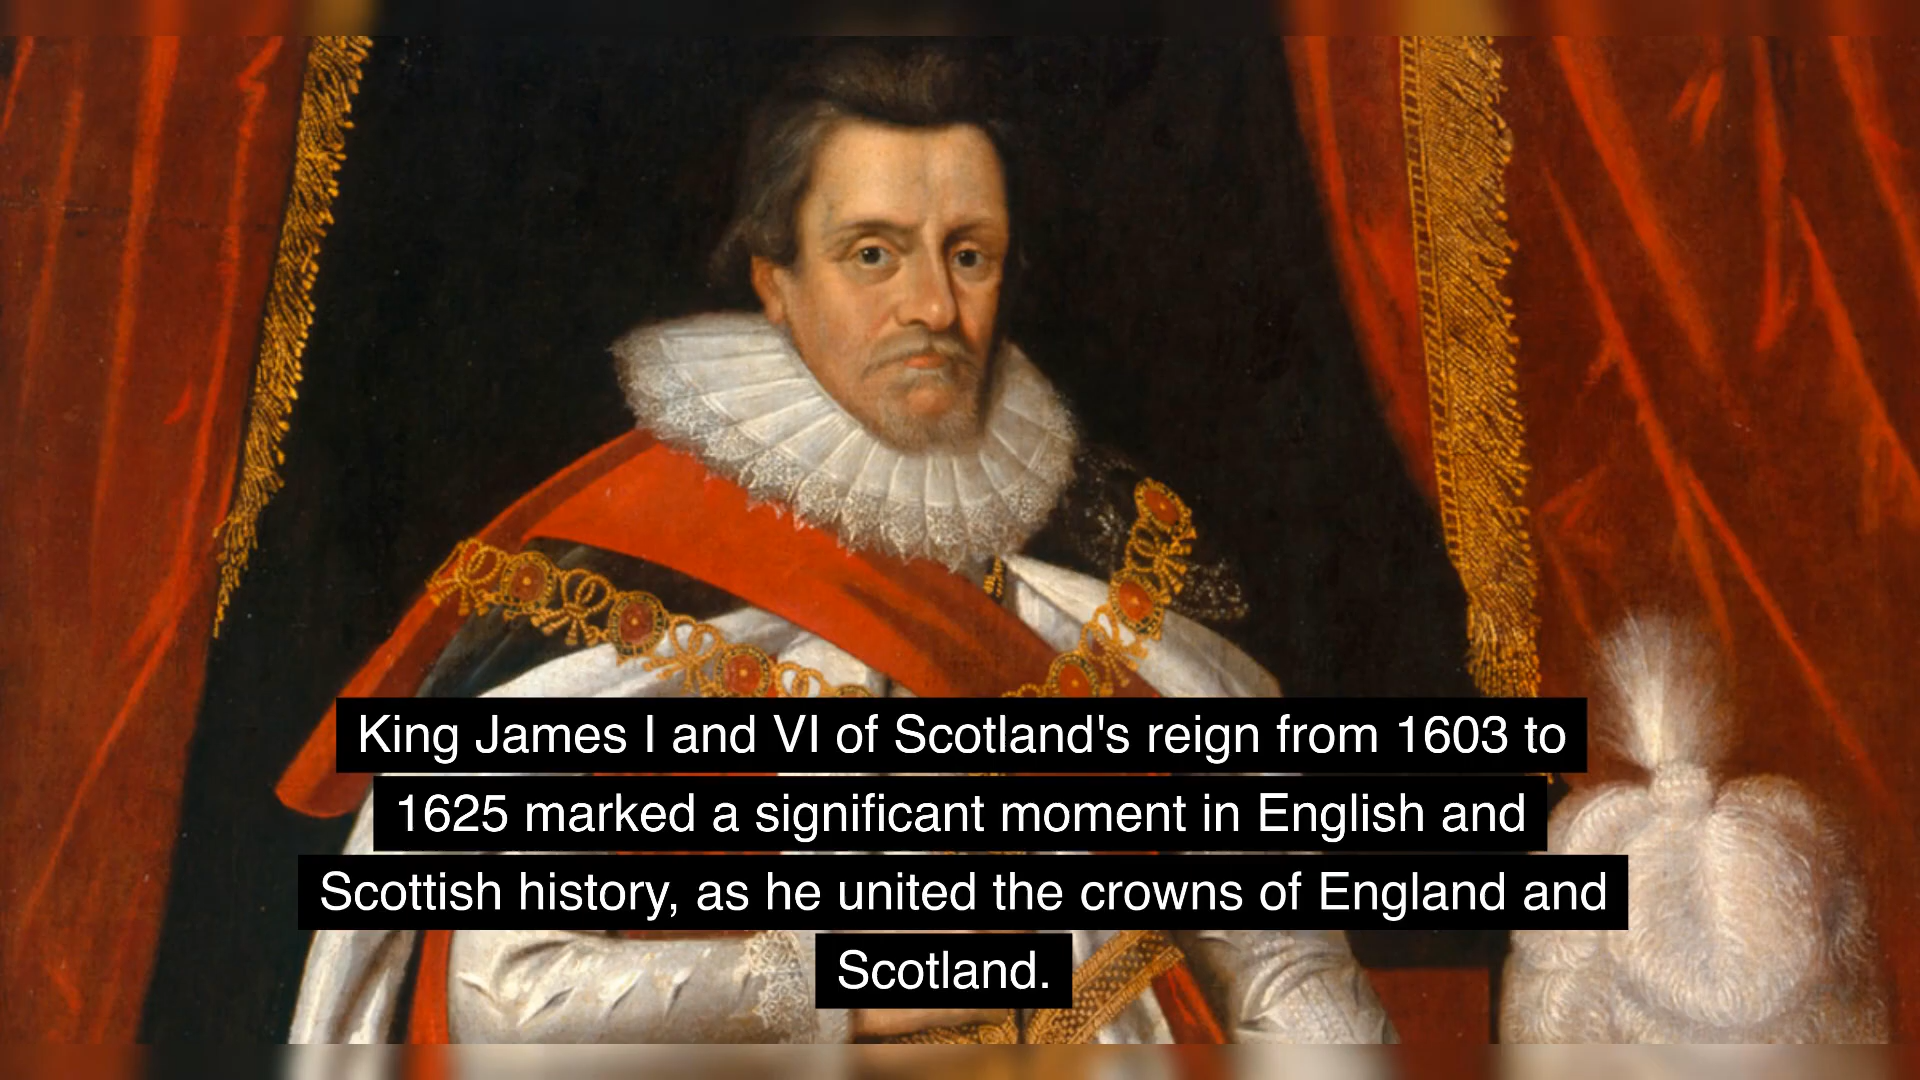 King James I and VI of Scotland's reign from 1603 to
1625 marked a significant moment in English and
Scottish history, as he united the crowns of England and
Scotland.